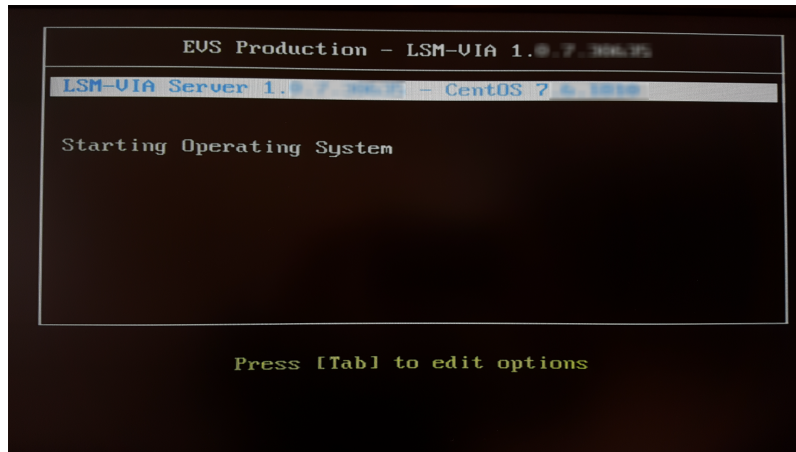 EVS Production - LSM-VIA 1.
LSM-VIA Server 1. - CentOS 7
Starting Operating System
Press [Tab] to edit options